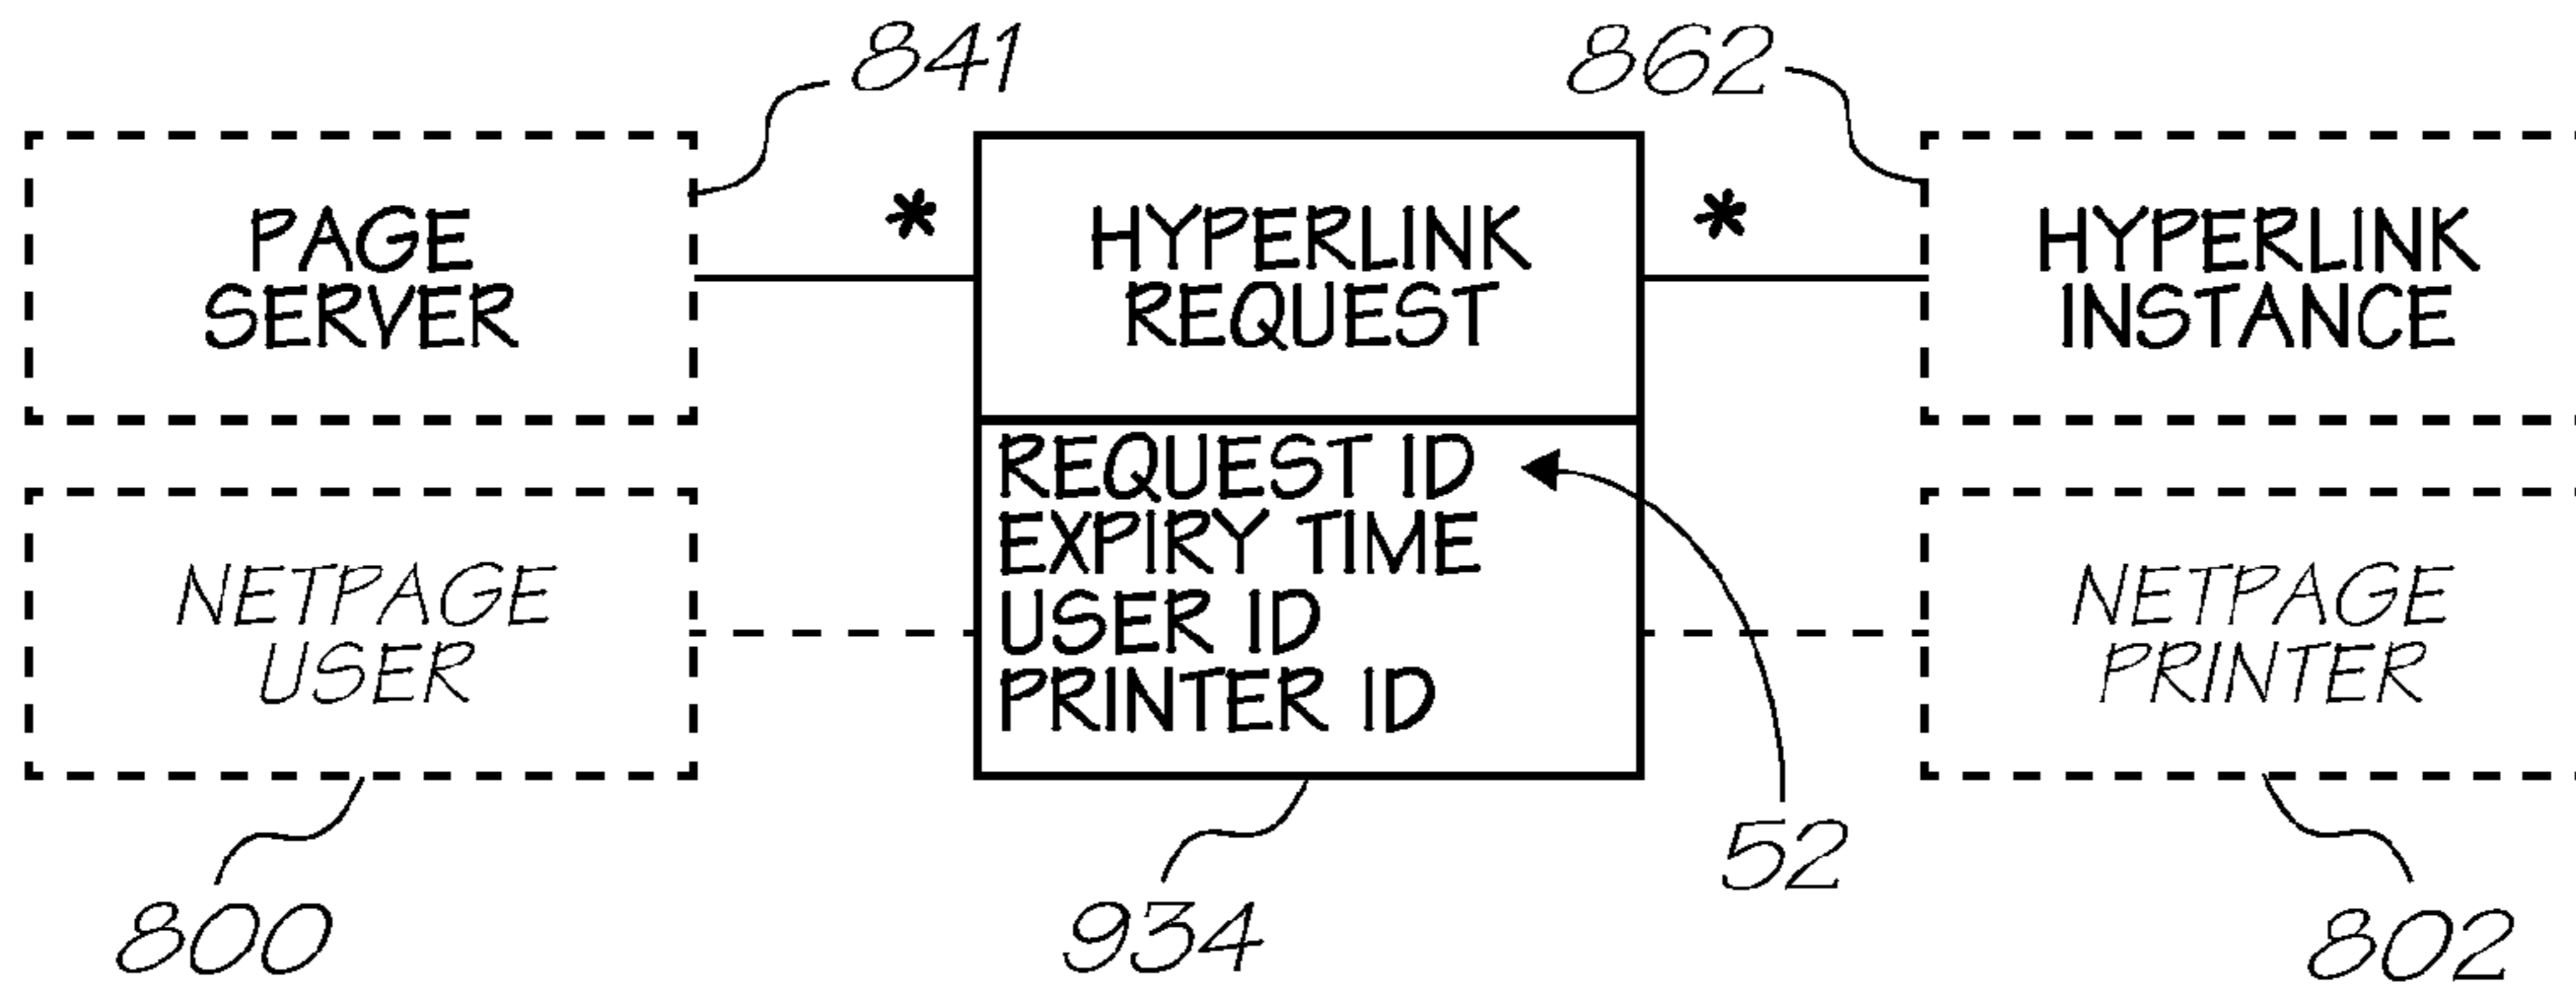 841
862
PAGE
SERVER
*
HYPERLINK
REQUEST
*
HYPERLINK
INSTANCE
REQUEST ID
EXPIRY TIME
USER ID
PRINTER ID
NETPAGE
USER
NETPAGE
PRINTER
52
800
934
802